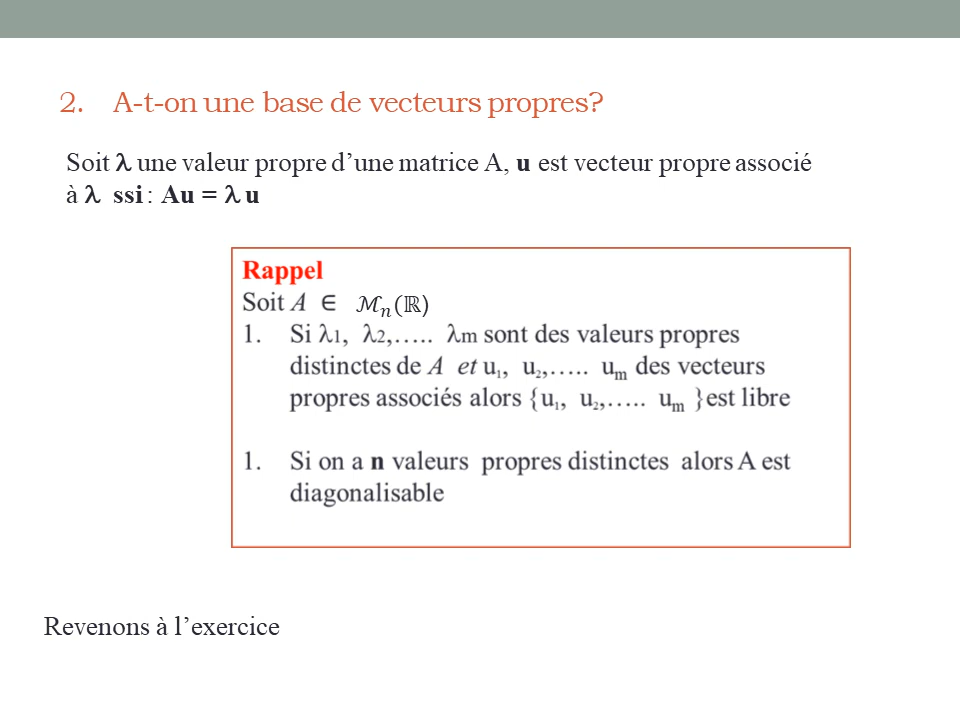 2. A-t-on une base de vecteurs propres?
Soit λ une valeur propre d’une matrice A, u est vecteur propre associé
à λ ssi : Au = λ u
Rappel
Soit A ∈ ℳₙ(ℝ)
1. Si λ1, λ2,..... λm sont des valeurs propres
distinctes de A et u₁, u₂,..... uₘ des vecteurs
propres associés alors {u₁, u₂,..... uₘ }est libre
1. Si on a n valeurs propres distinctes alors A est
diagonalisable
Revenons à l’exercice